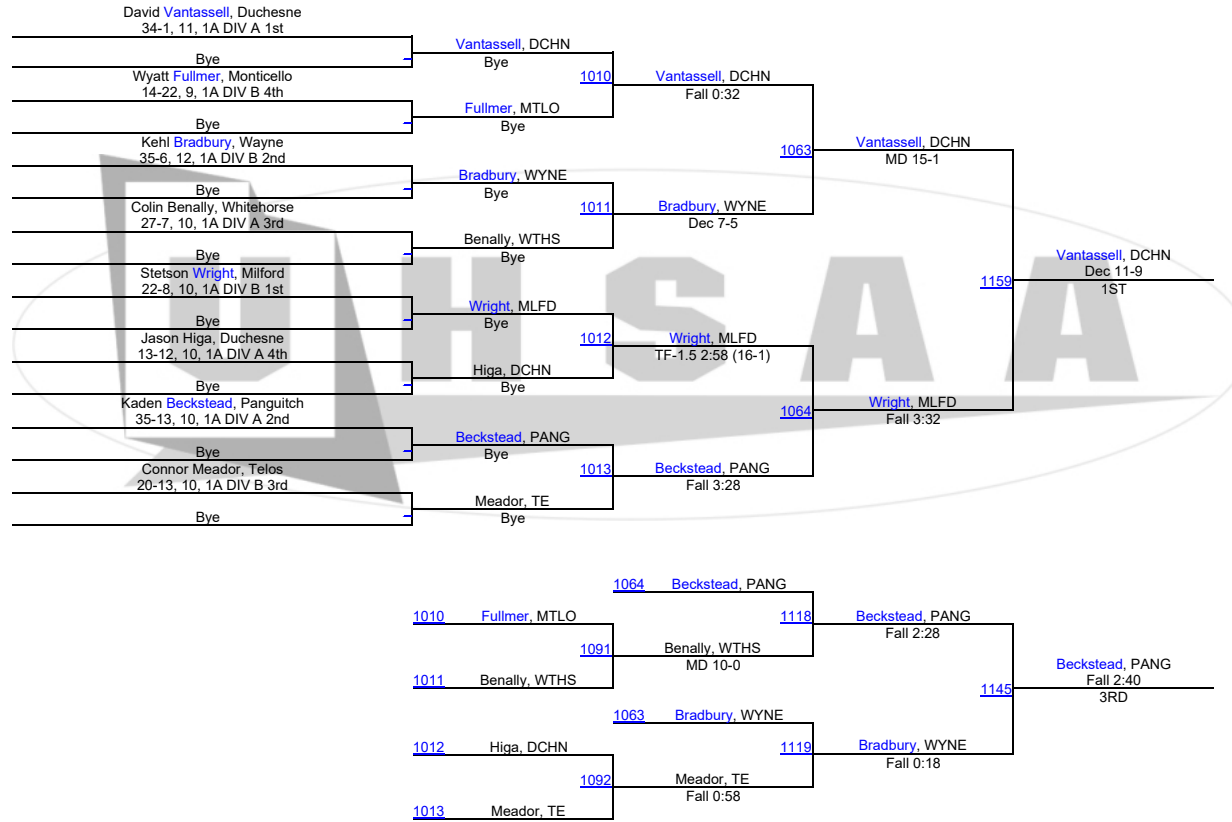 David Vantassell, Duchesne
34-1, 11, 1A DIV A 1st
Bye
Wyatt Fullmer, Monticello
14-22, 9, 1A DIV B 4th
Bye
Kehl Bradbury, Wayne
35-6, 12, 1A DIV B 2nd
Bye
Colin Benally, Whitehorse
27-7, 10, 1A DIV A 3rd
Bye
Stetson Wright, Milford
22-8, 10, 1A DIV B 1st
Bye
Jason Higa, Duchesne
13-12, 10, 1A DIV A 4th
Bye
Kaden Beckstead, Panguitch
35-13, 10, 1A DIV A 2nd
Bye
Connor Meador, Telos
20-13, 10, 1A DIV B 3rd
Bye
Vantassell, DCHN
Bye
1010
Fullmer, MTLO
Bye
Bradbury, WYNE
Bye
1011
Benally, WTHS
Bye
Wright, MLFD
Bye
1012
Higa, DCHN
Bye
Beckstead, PANG
Bye
1013
Meador, TE
Bye
Vantassell, DCHN
Fall 0:32
1063
Bradbury, WYNE
Dec 7-5
Wright, MLFD
TF-1.5 2:58 (16-1)
1064
Beckstead, PANG
Fall 3:28
Vantassell, DCHN
MD 15-1
1159
Wright, MLFD
Fall 3:32
Vantassell, DCHN
Dec 11-9
1ST
UHSAA
1064 Beckstead, PANG
1010 Fullmer, MTLO
1118
Beckstead, PANG
Fall 2:28
1091
Benally, WTHS
MD 10-0
1011 Benally, WTHS
1145
Beckstead, PANG
Fall 2:40
3RD
1063 Bradbury, WYNE
1012 Higa, DCHN
1119
Bradbury, WYNE
Fall 0:18
1092
Meador, TE
Fall 0:58
1013 Meador, TE